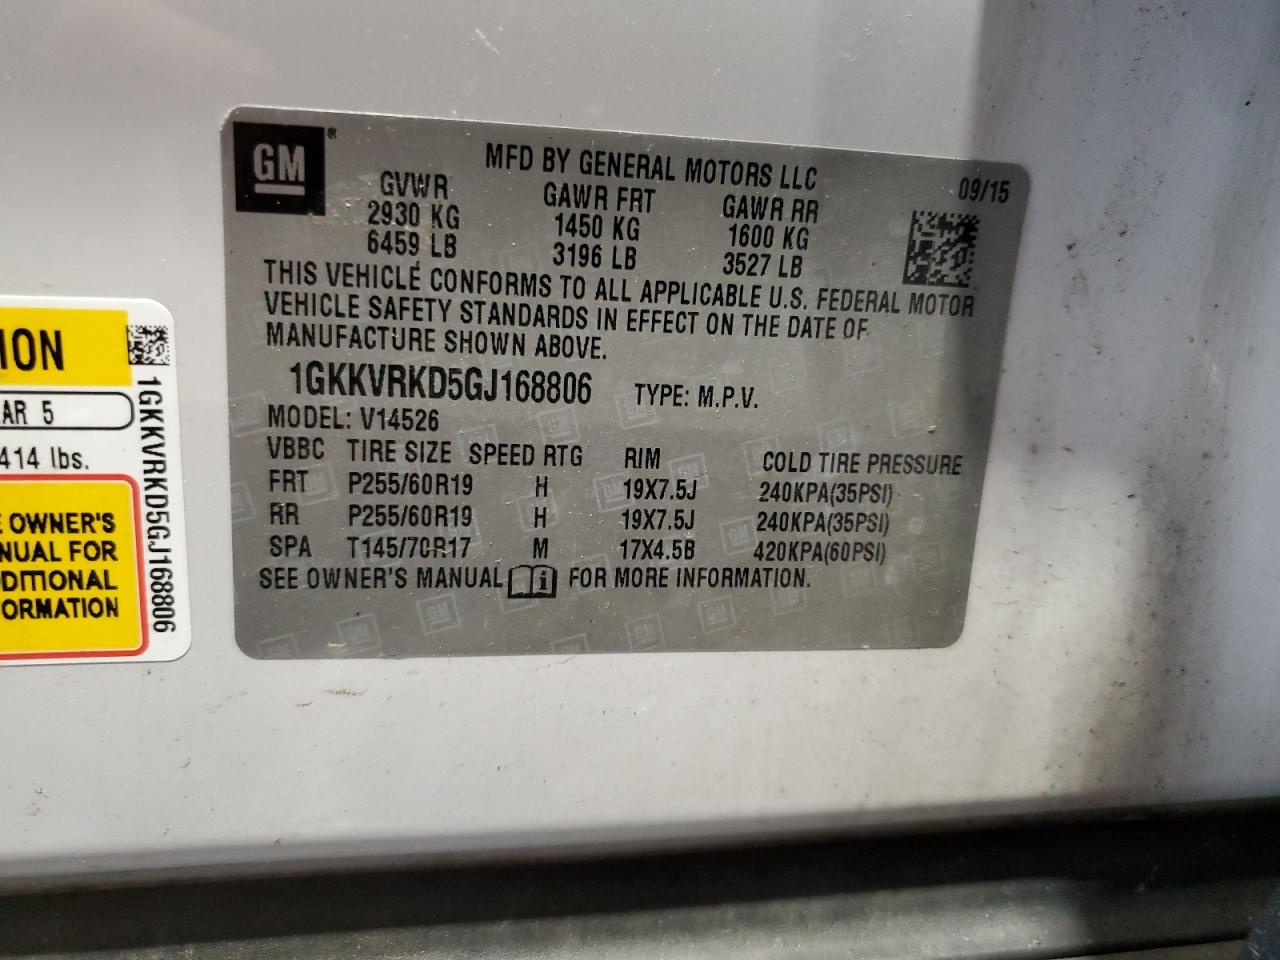 GM
®
MFD BY GENERAL MOTORS LLC
09/15
GVWR GAWR FRT GAWR RR
2930 KG 1450 KG 1600 KG
6459 LB 3196 LB 3527 LB
THIS VEHICLE CONFORMS TO ALL APPLICABLE U.S. FEDERAL MOTOR
VEHICLE SAFETY STANDARDS IN EFFECT ON THE DATE OF
MANUFACTURE SHOWN ABOVE.
1GKKVRKD5GJ168806 TYPE: M.P.V.
MODEL: V14526
VBBC TIRE SIZE SPEED RTG RIM COLD TIRE PRESSURE
FRT P255/60R19 H 19X7.5J 240KPA(35PSI)
RR P255/60R19 H 19X7.5J 240KPA(35PSI)
SPA T145/70R17 M 17X4.5B 420KPA(60PSI)
SEE OWNER'S MANUAL i FOR MORE INFORMATION.
ION
AR 5
414 lbs.
E OWNER'S
NUAL FOR
DDITIONAL
FORMATION
1GKKVRKD5GJ168806